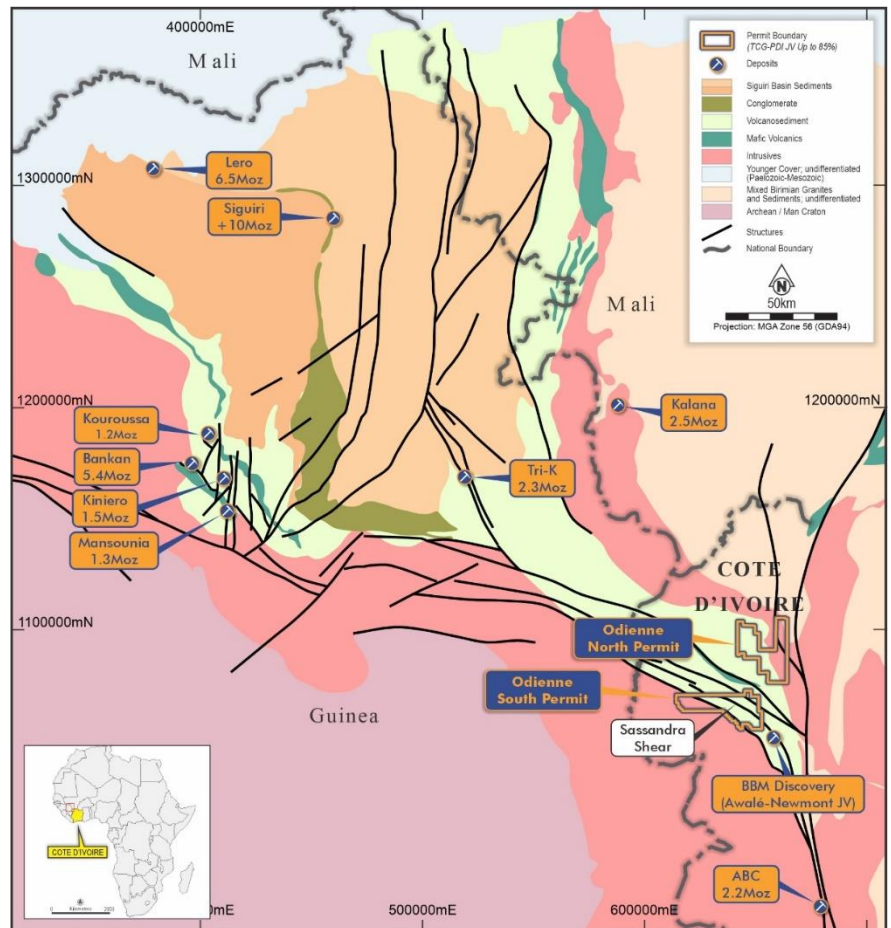 400000mE
Mali
Permit Boundary
(TCG-PDI JV Up to 85%)
Deposits
Siguiri Basin Sediments
Conglomerate
Volcanosediment
Mafic Volcanics
Intrusives
Younger Cover; undifferentiated
(Paelozoic-Mesozoic)
Mixed Birimian Granites
and Sediments; undifferentiated
Archean / Man Craton
Structures
National Boundary
N
50km
Projection: MGA Zone 56 (GDA94)
Lero
6.5Moz
1300000mN
Siguiri
+10Moz
Mali
1200000mN
1200000mN
Kalana
2.5Moz
Kouroussa
1.2Moz
Bankan
5.4Moz
Kiniero
1.5Moz
Mansounia
1.3Moz
Tri-K
2.3Moz
COTE
D'IVOIRE
1100000mN
Odienne
North Permit
Odienne
South Permit
Guinea
Sassandra
Shear
BBM Discovery
(Awalé-Newmont JV)
COTE D'IVOIRE
ABC
2.2Moz
0mE
500000mE
600000mE